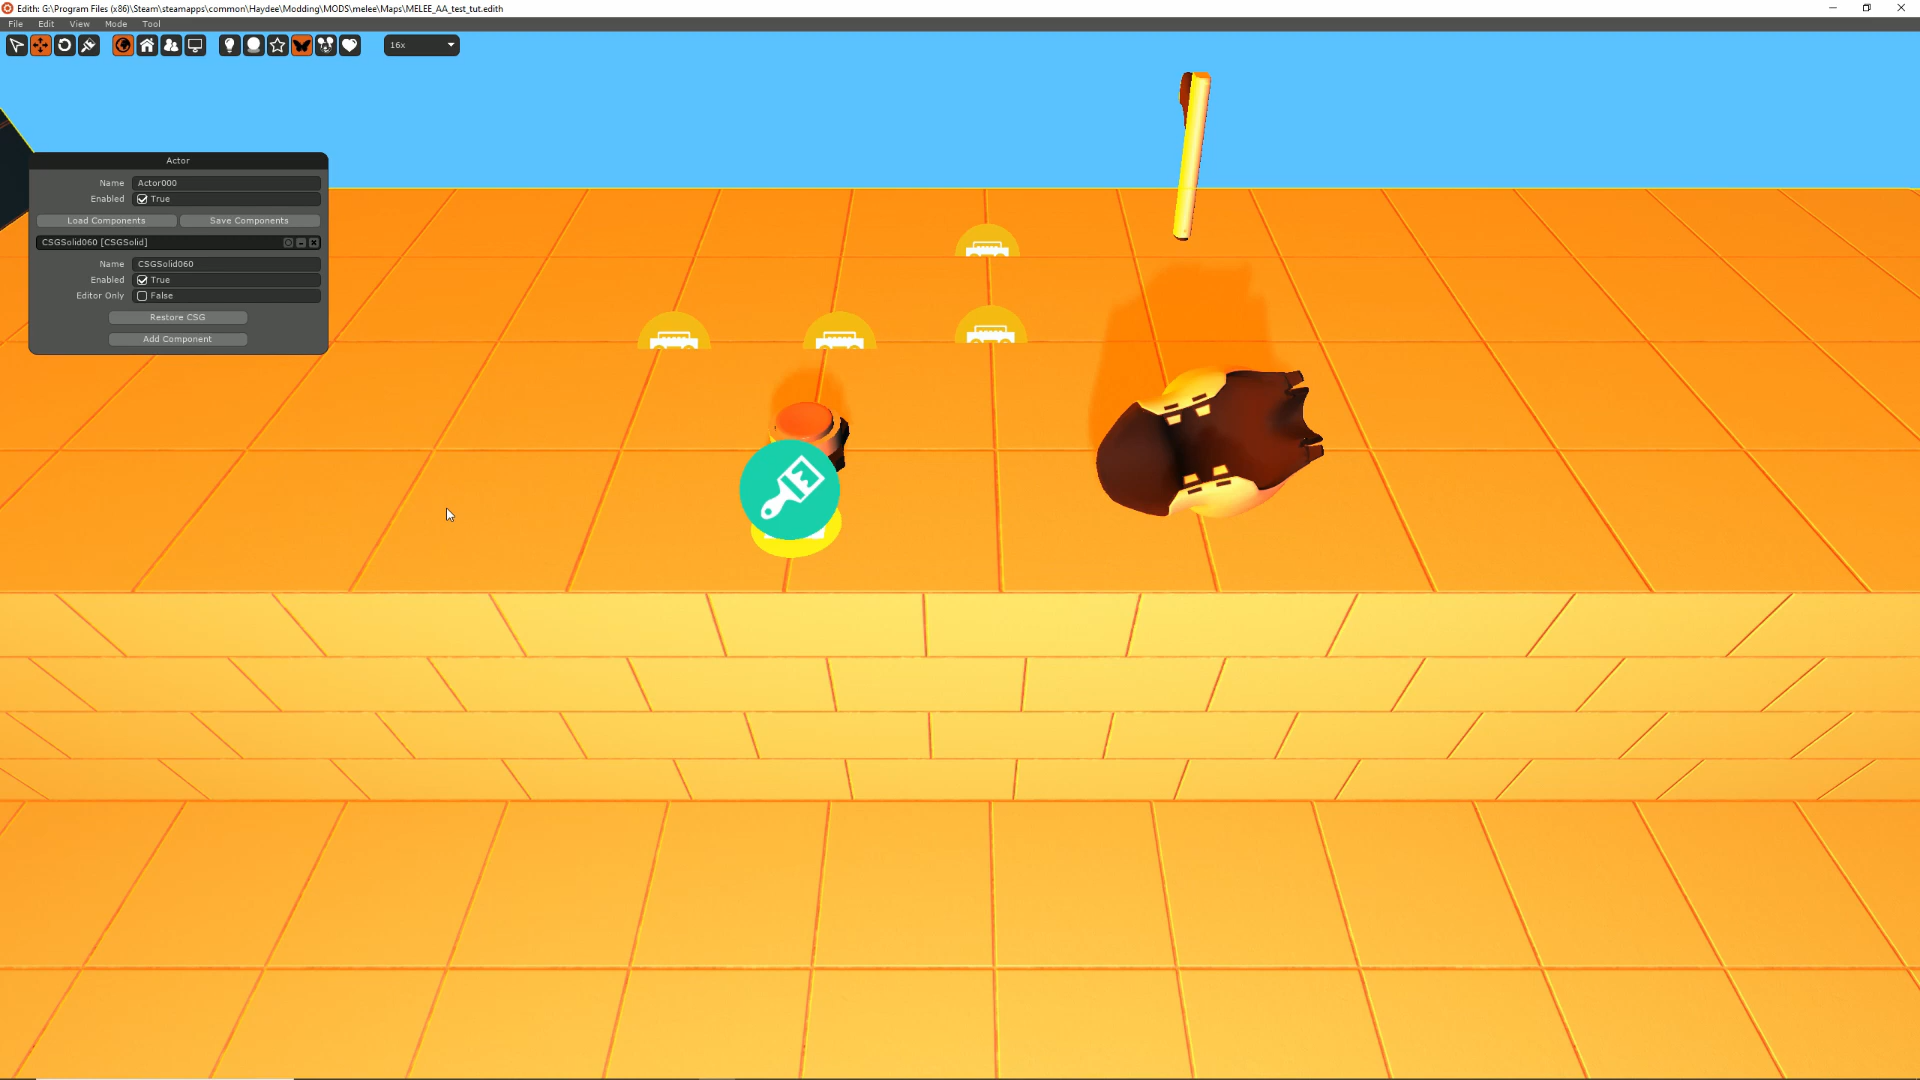 Edith: G:\Program Files (x86)\Steam\steamapps\common\Haydee\Modding\MODS\melee\Maps\MELEE_AA_test_tut.edith
File Edit View Mode Tool
16x
Actor
Name Actor000
Enabled True
Load Components Save Components
CSGSolid060 [CSGSolid]
Name CSGSolid060
Enabled True
Editor Only False
Restore CSG
Add Component